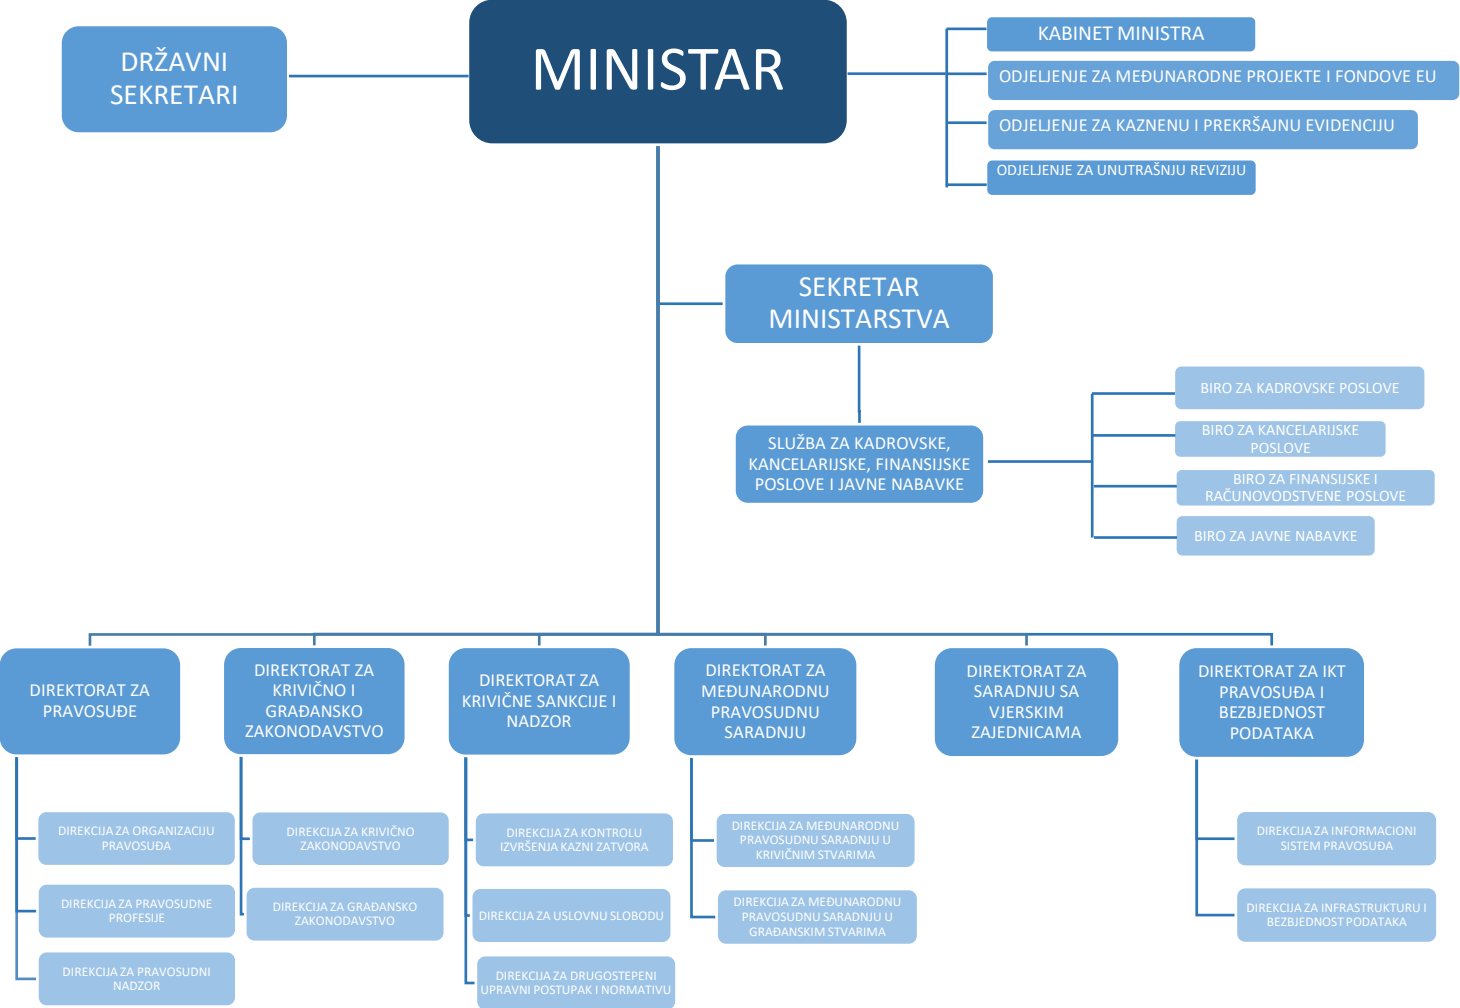 DRŽAVNI
SEKRETARI
MINISTAR
KABINET MINISTRA
ODJELJENJE ZA MEĐUNARODNE PROJEKTE I FONDOVE EU
ODJELJENJE ZA KAZNENU I PREKRŠAJNU EVIDENCIJU
ODJELJENJE ZA UNUTRAŠNJU REVIZIJU
SEKRETAR
MINISTARSTVA
SLUŽBA ZA KADROVSKE,
KANCELARIJSKE, FINANSIJSKE
POSLOVE I JAVNE NABAVKE
BIRO ZA KADROVSKE POSLOVE
BIRO ZA KANCELARIJSKE
POSLOVE
BIRO ZA FINANSIJSKE I
RAČUNOVODSTVENE POSLOVE
BIRO ZA JAVNE NABAVKE
DIREKTORAT ZA
PRAVOSUĐE
DIREKCIJA ZA ORGANIZACIJU
PRAVOSUĐA
DIREKCIJA ZA PRAVOSUDNE
PROFESIJE
DIREKCIJA ZA PRAVOSUDNI
NADZOR
DIREKTORAT ZA
KRIVIČNO I
GRAĐANSKO
ZAKONODAVSTVO
DIREKCIJA ZA KRIVIČNO
ZAKONODAVSTVO
DIREKCIJA ZA GRAĐANSKO
ZAKONODAVSTVO
DIREKTORAT ZA
KRIVIČNE SANKCIJE I
NADZOR
DIREKCIJA ZA KONTROLU
IZVRŠENJA KAZNI ZATVORA
DIREKCIJA ZA USLOVNU SLOBODU
DIREKCIJA ZA DRUGOSTEPENI
UPRAVNI POSTUPAK I NORMATIVU
DIREKTORAT ZA
MEĐUNARODNU
PRAVOSUDNU
SARADNJU
DIREKCIJA ZA MEĐUNARODNU
PRAVOSUDNU SARADNJU U
KRIVIČNIM STVARIMA
DIREKCIJA ZA MEĐUNARODNU
PRAVOSUDNU SARADNJU U
GRAĐANSKIM STVARIMA
DIREKTORAT ZA
SARADNJU SA
VJERSKIM
ZAJEDNICAMA
DIREKTORAT ZA IKT
PRAVOSUĐA I
BEZBJEDNOST
PODATAKA
DIREKCIJA ZA INFORMACIONI
SISTEM PRAVOSUĐA
DIREKCIJA ZA INFRASTRUKTURU I
BEZBJEDNOST PODATAKA